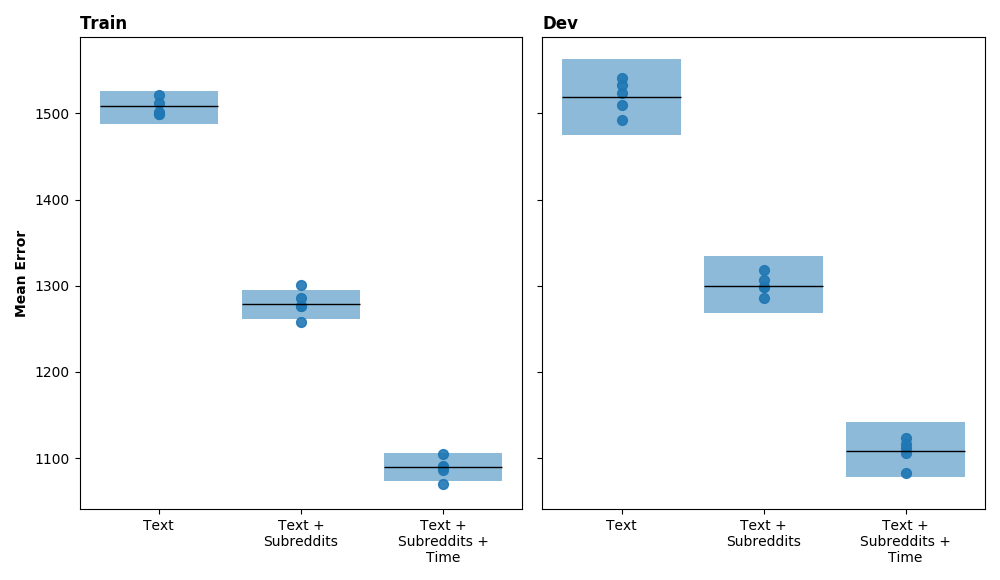 Train
Dev
Mean Error
1500
1400
1300
1200
1100
Text
Text +
Subreddits
Text +
Subreddits +
Time
Text
Text +
Subreddits
Text +
Subreddits +
Time